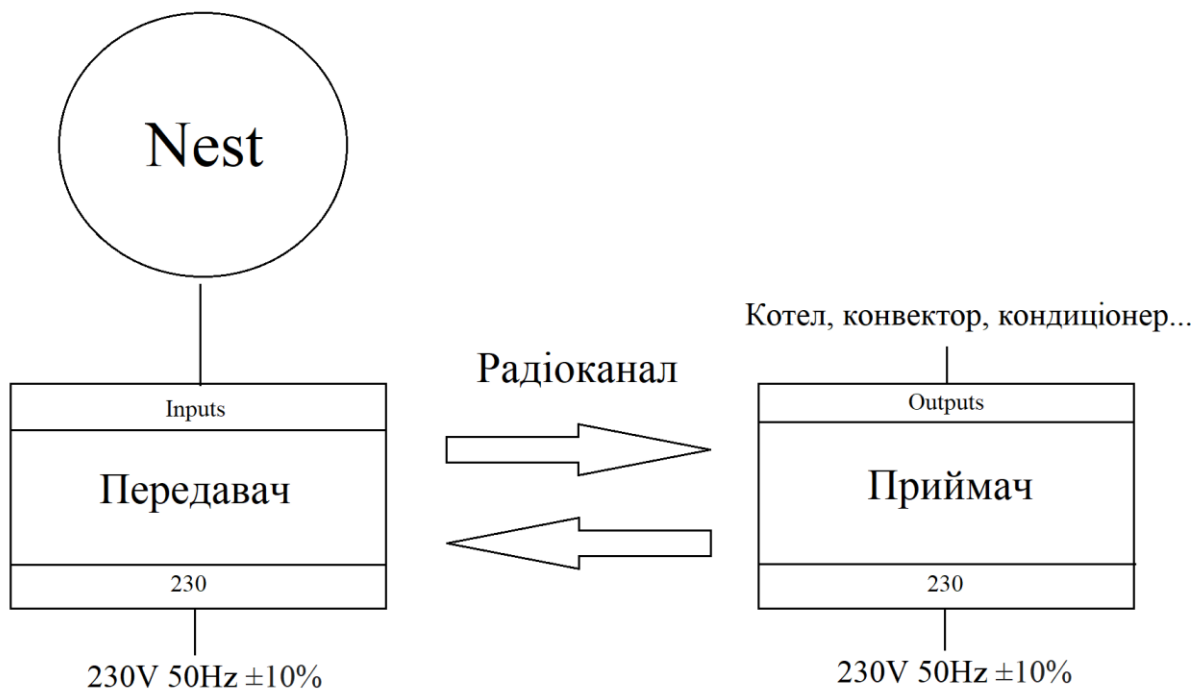 Nest
Котел, конвектор, кондиціонер...
Радіоканал
Inputs
Outputs
Передавач
Приймач
230
230
230V 50Hz ±10%
230V 50Hz ±10%